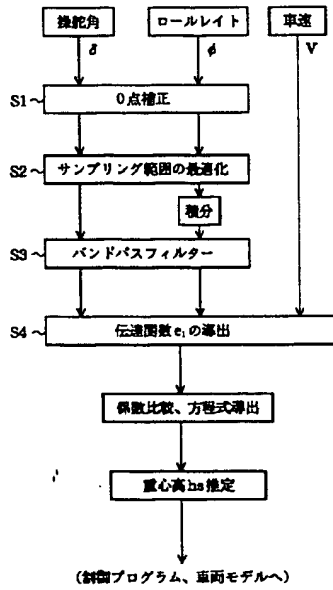 操舵角
ロールレイト
車速
δ
φ
V
S1
0点補正
S2
サンプリング範囲の最適化
積分
S3
バンドパスフィルター
S4
伝達関数eiの導出
係数比較、方程式導出
重心高hs推定
(制御プログラム、車両モデルへ)